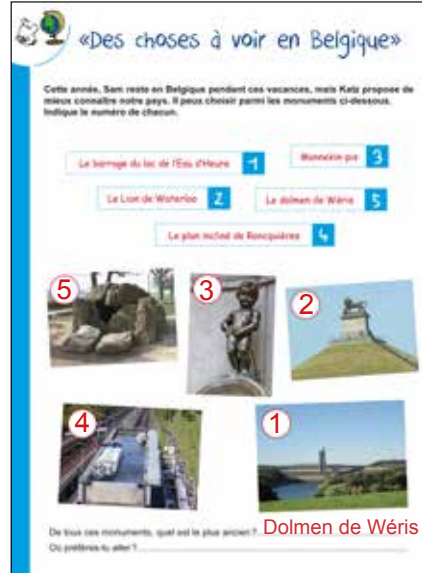 «Des choses à voir en Belgique»
Cette année, Sam reste en Belgique pendant ces vacances, mais Katz propose de
mieux connaître notre pays. Il peux choisir parmi les monuments ci-dessous.
Indique le numéro de chacun.
Le barrage du lac de l'Eau d'Heure 1
Manneken-pis 3
Le Lion de Waterloo 2
Le dolmen de Wéris 5
Le plan incliné de Ronquières 4
5
3
2
4
1
De tous ces monuments, quel est le plus ancien ? Dolmen de Wéris
Où préfères-tu aller ?